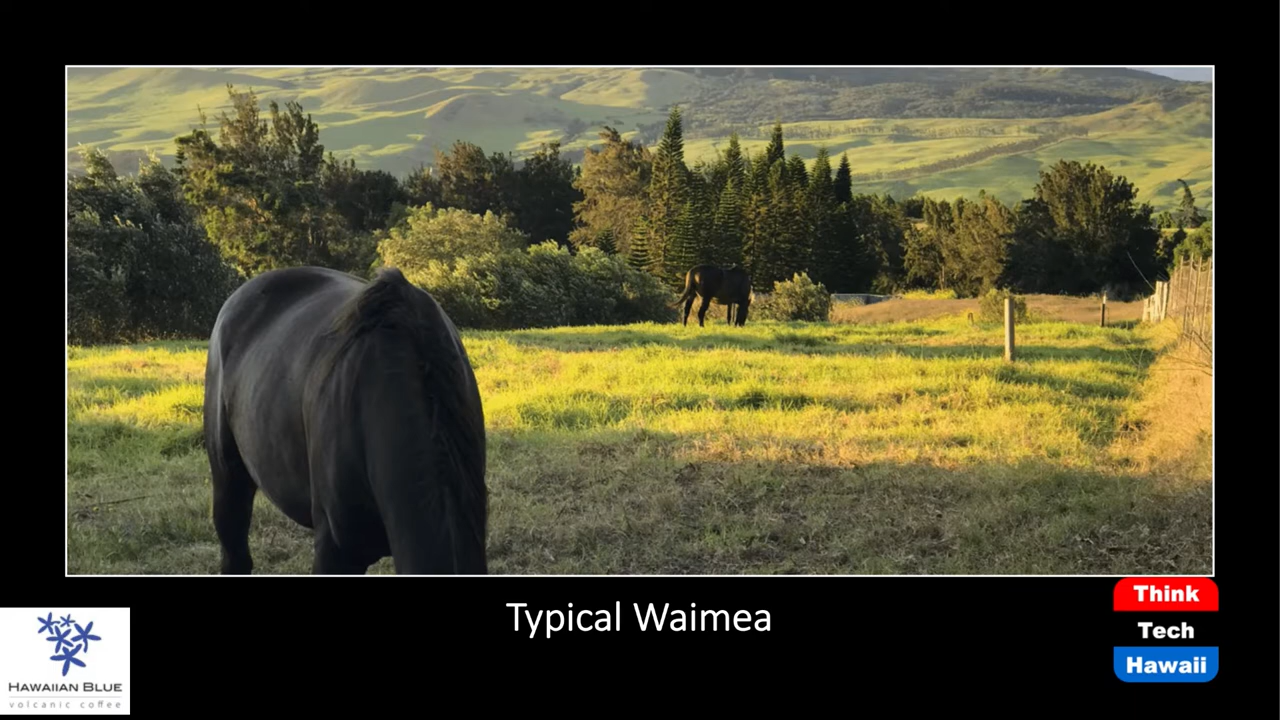 Typical Waimea
Think
Tech
Hawaii
HAWAIIAN BLUE
volcanic coffee